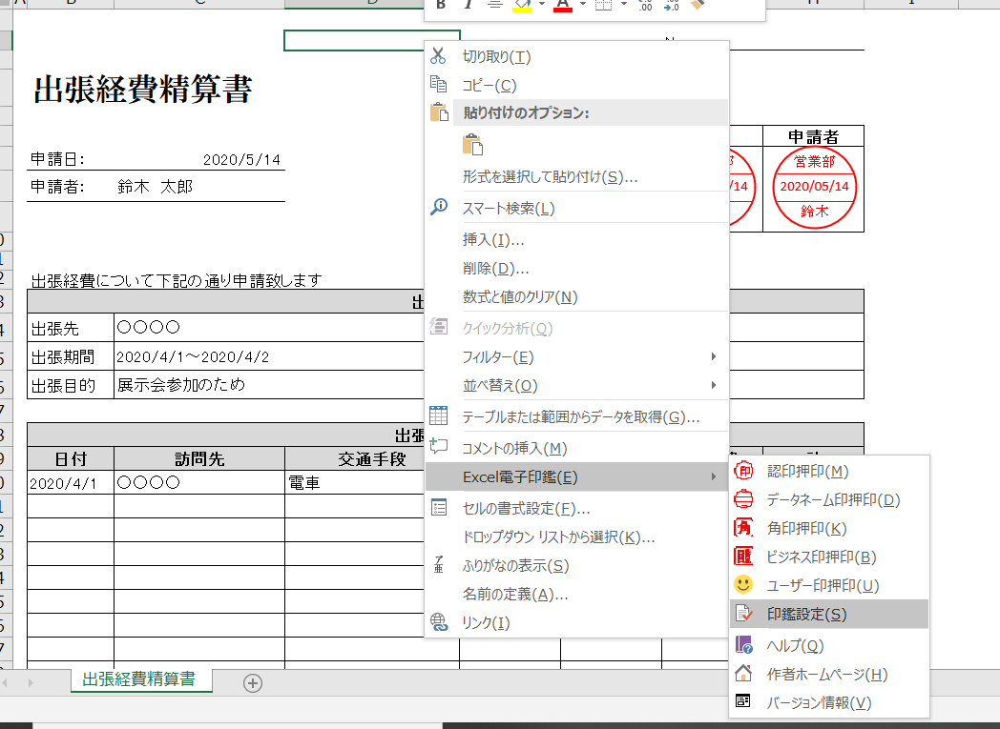 出張経費精算書
申請日: 2020/5/14
申請者: 鈴木 太郎
申請者
営業部
2020/05/14
鈴木
/14
出張経費について下記の通り申請致します
出張先 〇〇〇〇
出張期間 2020/4/1～2020/4/2
出張目的 展示会参加のため
出張
日付 訪問先 交通手段
2020/4/1 〇〇〇〇 電車
切り取り(T)
コピー(C)
貼り付けのオプション:
形式を選択して貼り付け(S)...
スマート検索(L)
挿入(I)...
削除(D)...
数式と値のクリア(N)
クイック分析(Q)
フィルター(E)
並べ替え(O)
テーブルまたは範囲からデータを取得(G)...
コメントの挿入(M)
Excel電子印鑑(E)
セルの書式設定(F)...
ドロップダウン リストから選択(K)...
ふりがなの表示(S)
名前の定義(A)...
リンク(I)
認印押印(M)
データネーム印押印(D)
角印押印(K)
ビジネス印押印(B)
ユーザー印押印(U)
印鑑設定(S)
ヘルプ(Q)
作者ホームページ(H)
バージョン情報(V)
出張経費精算書